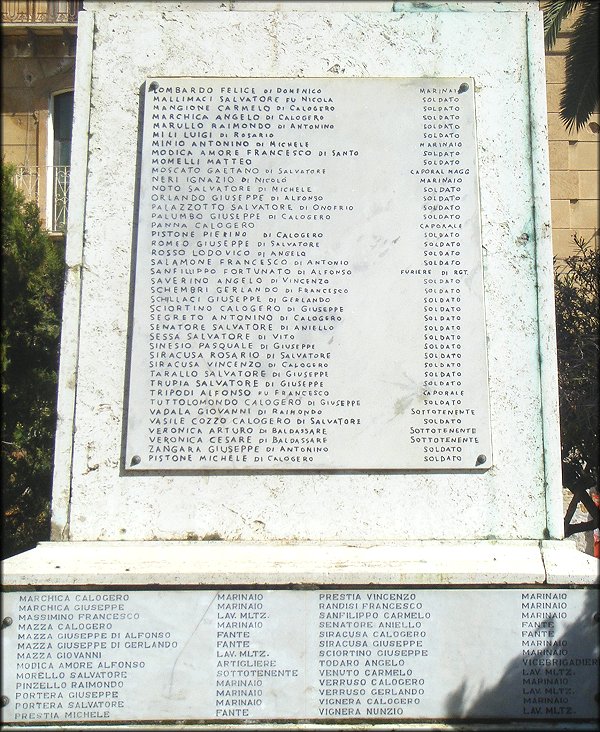 LOMBARDO FELICE DI DOMENICO MARINAIO
MALLIMACI SALVATORE FU NICOLA SOLDATO
MANGIONE CARMELO DI CALOGERO SOLDATO
MARCHICA ANGELO DI CALOGERO SOLDATO
MARULLO RAIMONDO DI ANTONINO SOLDATO
MILI LUIGI DI ROSARIO SOLDATO
MINIO ANTONINO DI MICHELE MARINAIO
MODICA AMORE FRANCESCO DI SANTO SOLDATO
MOMELLI MATTEO SOLDATO
MOSCATO GAETANO DI SALVATORE CAPORAL MAGG
NERI IGNAZIO DI NICOLÒ MARINAIO
NOTO SALVATORE DI MICHELE SOLDATO
ORLANDO GIUSEPPE DI ALFONSO SOLDATO
PALAZZOTTO SALVATORE DI ONOFRIO SOLDATO
PALUMBO GIUSEPPE DI CALOGERO SOLDATO
PANNA CALOGERO CAPORALE
PISTONE PIERINO DI CALOGERO SOLDATO
ROMEO GIUSEPPE DI SALVATORE SOLDATO
ROSSO LODOVICO DI ANGELO SOLDATO
SALAMONE FRANCESCO DI ANTONIO SOLDATO
SANFILIPPO FORTUNATO DI ALFONSO FURIERE DI RGT.
SAVERINO ANGELO DI VINCENZO SOLDATO
SCHEMBRI GERLANDO DI FRANCESCO SOLDATO
SCHILLACI GIUSEPPE DI GERLANDO SOLDATO
SCIORTINO CALOGERO DI GIUSEPPE SOLDATO
SEGRETO ANTONINO DI CALOGERO SOLDATO
SENATORE SALVATORE DI ANIELLO SOLDATO
SESSA SALVATORE DI VITO SOLDATO
SINESIO PASQUALE DI GIUSEPPE SOLDATO
SIRACUSA ROSARIO DI SALVATORE SOLDATO
SIRACUSA VINCENZO DI CALOGERO SOLDATO
TARALLO SALVATORE DI GIUSEPPE SOLDATO
TRUPIA SALVATORE DI GIUSEPPE SOLDATO
TRIPODI ALFONSO FU FRANCESCO CAPORALE
TUTTOLOMONDO CALOGERO DI GIUSEPPE SOLDATO
VADALA GIOVANNI DI RAIMONDO SOTTOTENENTE
VASILE COZZO CALOGERO DI SALVATORE SOLDATO
VERONICA ARTURO DI BALDASSARE SOTTOTENENTE
VERONICA CESARE DI BALDASSARE SOTTOTENENTE
ZANGARA GIUSEPPE DI ANTONINO SOLDATO
PISTONE MICHELE DI CALOGERO SOLDATO
MARCHICA CALOGERO MARINAIO
MARCHICA GIUSEPPE MARINAIO
MASSIMINO FRANCESCO LAV. MLTZ.
MAZZA CALOGERO MARINAIO
MAZZA GIUSEPPE DI ALFONSO FANTE
MAZZA GIUSEPPE DI GERLANDO FANTE
MAZZA GIOVANNI LAV. MLTZ.
MODICA AMORE ALFONSO ARTIGLIERE
MORELLO SALVATORE SOTTOTENENTE
PINZELLO RAIMONDO MARINAIO
PORTERA GIUSEPPE MARINAIO
PORTERA SALVATORE LAV. MLTZ.
PRESTIA MICHELE FANTE
PRESTIA VINCENZO MARINAIO
RANDISI FRANCESCO MARINAIO
SANFILIPPO CARMELO MARINAIO
SENATORE ANIELLO FANTE
SIRACUSA CALOGERO FANTE
SIRACUSA GIUSEPPE MARINAIO
SCIORTINO GIUSEPPE MARINAIO
TODARO ANGELO VICEBRIGADIERE
VENUTO CARMELO LAV. MLTZ.
VERRUSO CALOGERO MARINAIO
VERRUSO GERLANDO LAV. MLTZ.
VIGNERA CALOGERO MARINAIO
VIGNERA NUNZIO LAV. MLTZ.